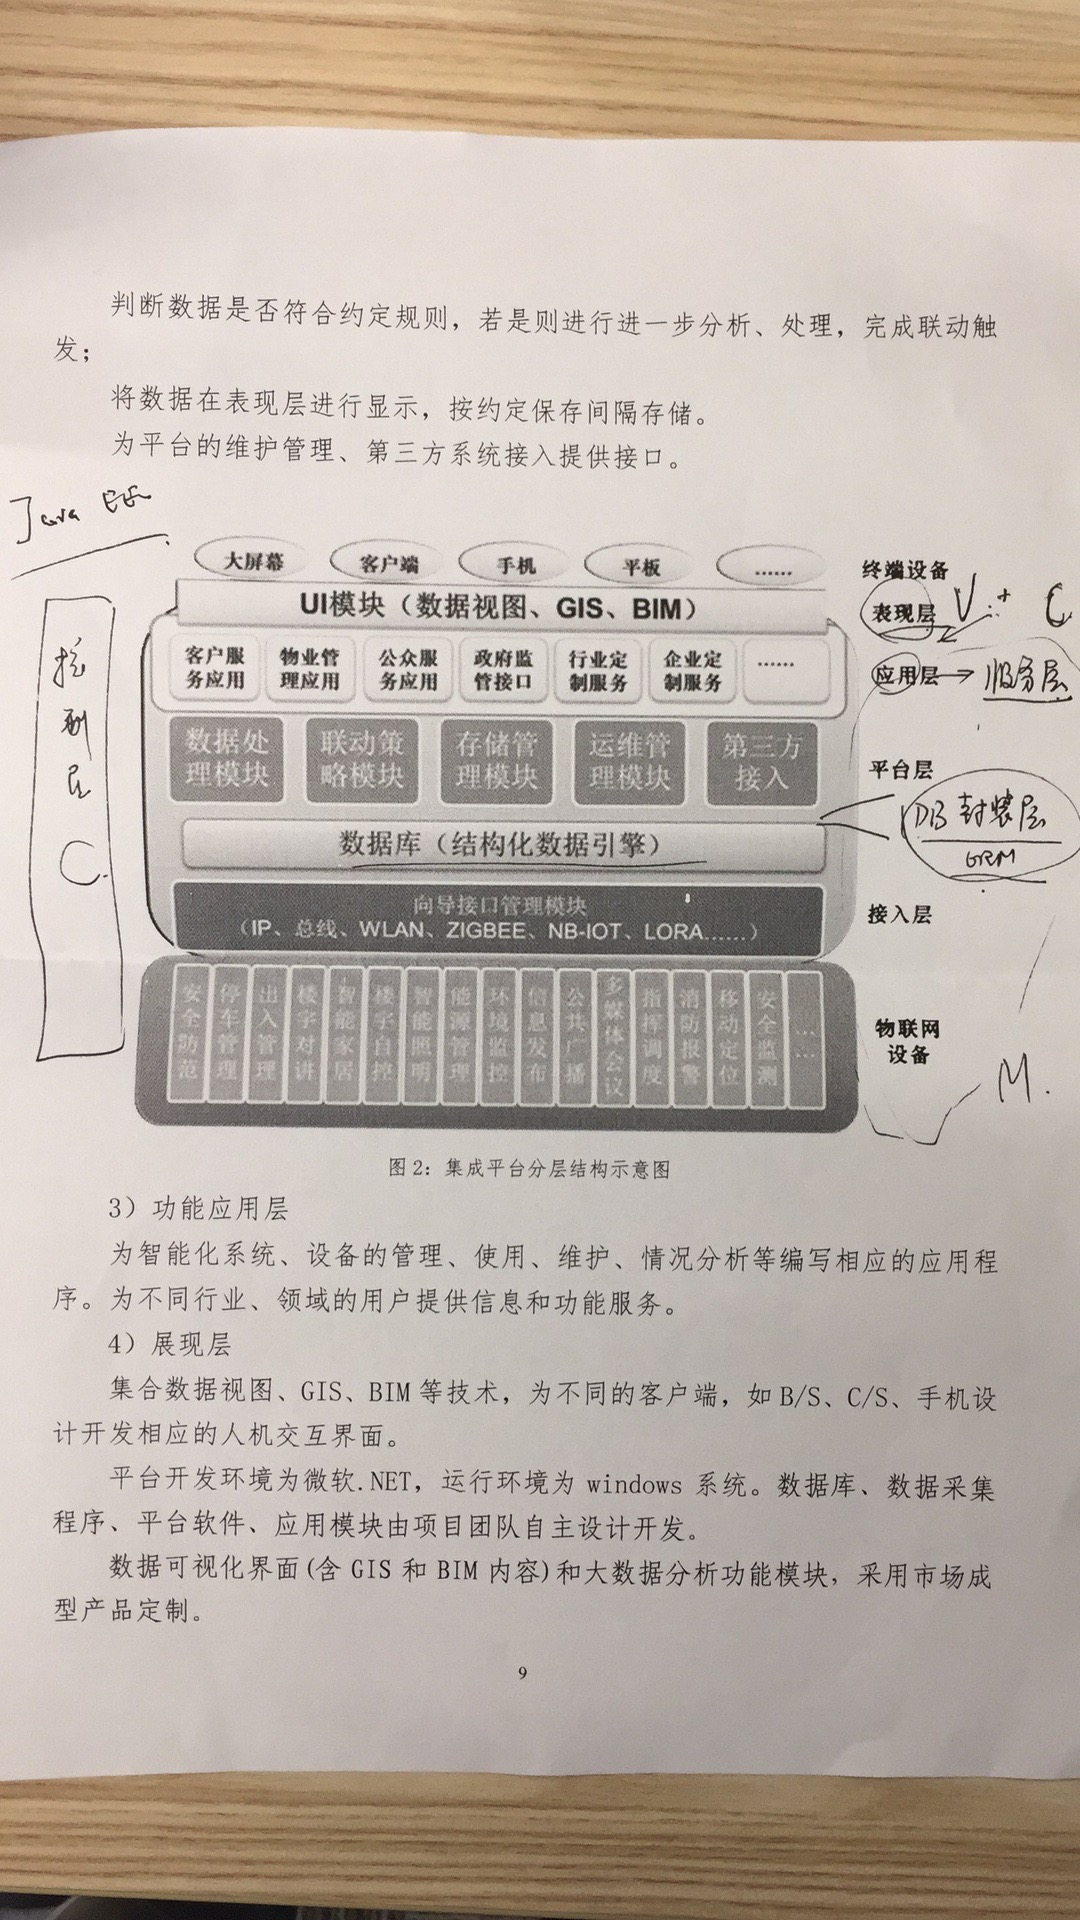 判断数据是否符合约定规则，若是则进行进一步分析、处理，完成联动触
发；
将数据在表现层进行显示，按约定保存间隔存储。
为平台的维护管理、第三方系统接入提供接口。
Java EE
大屏幕 客户端 手机 平板 …… 终端设备
UI模块（数据视图、GIS、BIM） 表现层 V + C
客户服务应用 物业管理应用 公众服务应用 政府监管接口 行业定制服务 企业定制服务 …… 应用层 → 服务层
数据处理模块 联动策略模块 存储管理模块 运维管理模块 第三方接入 平台层
DB 封装层
ORM
数据库（结构化数据引擎）
控制层 C
向导接口管理模块 接入层
（IP、总线、WLAN、ZIGBEE、NB-IOT、LORA……）
安全防范 停车管理 出入管理 楼宇对讲 智能家居 楼宇自控 智能照明 能源管理 环境监控 信息发布 公共广播 多媒体会议 指挥调度 消防报警 移动定位 安全监测 …… 物联网设备
M.
图 2：集成平台分层结构示意图
3）功能应用层
为智能化系统、设备的管理、使用、维护、情况分析等编写相应的应用程
序。为不同行业、领域的用户提供信息和功能服务。
4）展现层
集合数据视图、GIS、BIM 等技术，为不同的客户端，如 B/S、C/S、手机设
计开发相应的人机交互界面。
平台开发环境为微软.NET，运行环境为 windows 系统。数据库、数据采集
程序、平台软件、应用模块由项目团队自主设计开发。
数据可视化界面(含 GIS 和 BIM 内容)和大数据分析功能模块，采用市场成
型产品定制。
9